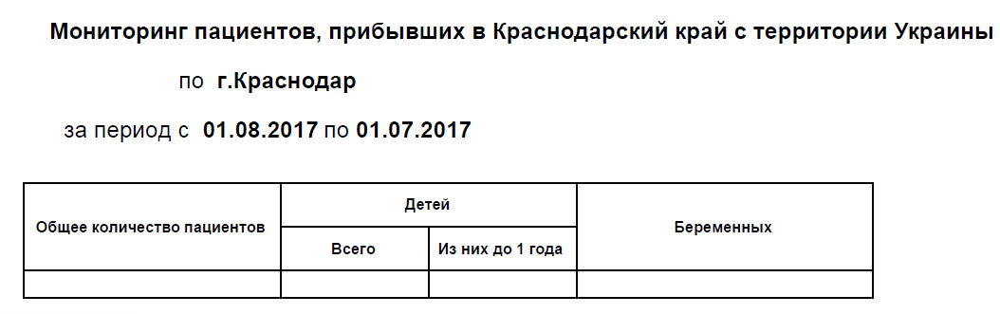 Мониторинг пациентов, прибывших в Краснодарский край с территории Украины
по г.Краснодар
за период с 01.08.2017 по 01.07.2017
Общее количество пациентов
Детей
Беременных
Всего
Из них до 1 года